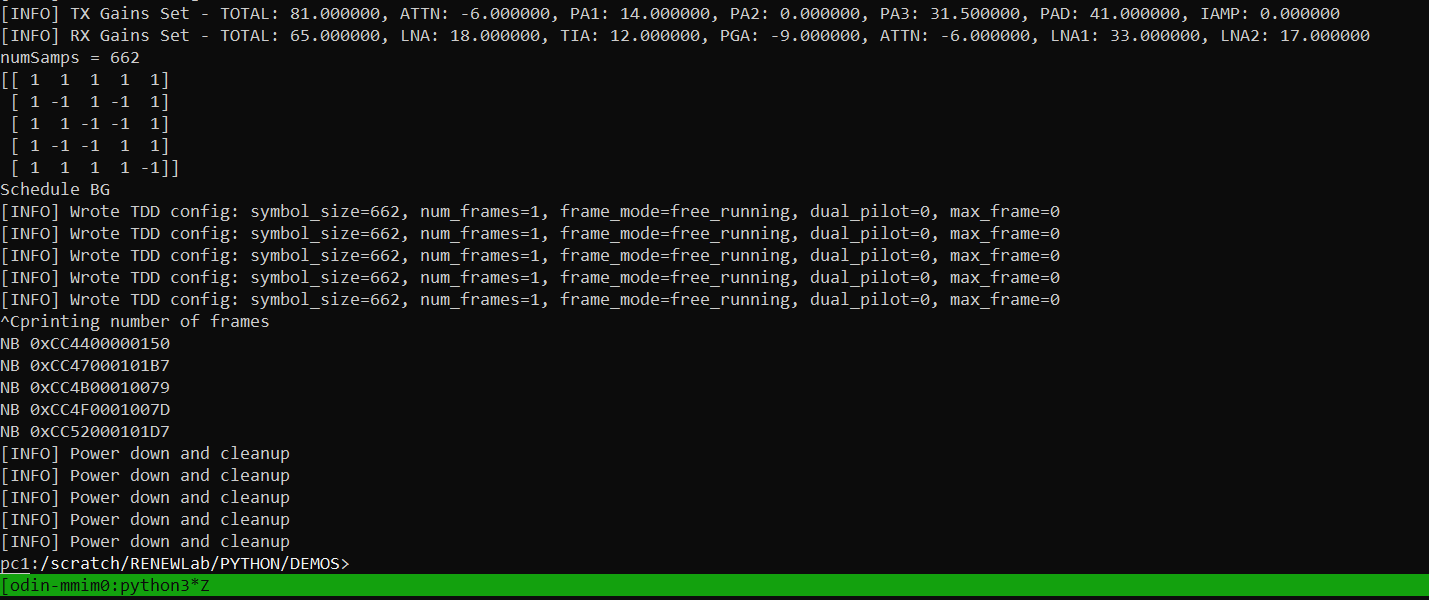 [INFO] TX Gains Set - TOTAL: 81.000000, ATTN: -6.000000, PA1: 14.000000, PA2: 0.000000, PA3: 31.500000, PAD: 41.000000, IAMP: 0.000000
[INFO] RX Gains Set - TOTAL: 65.000000, LNA: 18.000000, TIA: 12.000000, PGA: -9.000000, ATTN: -6.000000, LNA1: 33.000000, LNA2: 17.000000
numSamps = 662
[[ 1  1  1  1  1]
 [ 1 -1  1 -1  1]
 [ 1  1 -1 -1  1]
 [ 1 -1 -1  1  1]
 [ 1  1  1  1 -1]]
Schedule BG
[INFO] Wrote TDD config: symbol_size=662, num_frames=1, frame_mode=free_running, dual_pilot=0, max_frame=0
[INFO] Wrote TDD config: symbol_size=662, num_frames=1, frame_mode=free_running, dual_pilot=0, max_frame=0
[INFO] Wrote TDD config: symbol_size=662, num_frames=1, frame_mode=free_running, dual_pilot=0, max_frame=0
[INFO] Wrote TDD config: symbol_size=662, num_frames=1, frame_mode=free_running, dual_pilot=0, max_frame=0
[INFO] Wrote TDD config: symbol_size=662, num_frames=1, frame_mode=free_running, dual_pilot=0, max_frame=0
^Cprinting number of frames
NB 0xCC4400000150
NB 0xCC47000101B7
NB 0xCC4B00010079
NB 0xCC4F0001007D
NB 0xCC52000101D7
[INFO] Power down and cleanup
[INFO] Power down and cleanup
[INFO] Power down and cleanup
[INFO] Power down and cleanup
[INFO] Power down and cleanup
pc1:/scratch/RENEWLab/PYTHON/DEMOS>
[odin-mmim0:python3*Z